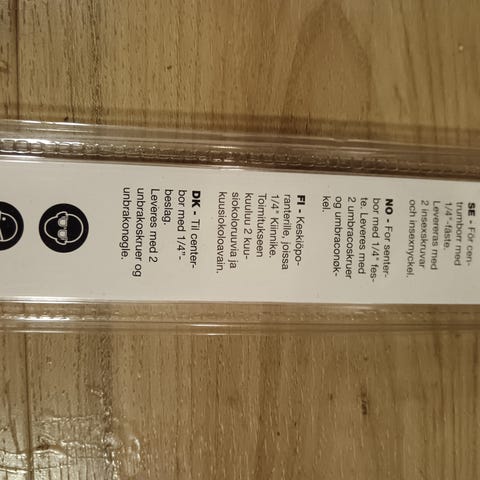 SE - För cen-
trumborr med
1/4"-fäste.
Levereras med
2 insexskruvar
och insexnyckel.
NO - For senter-
bor med 1/4" fes-
te. Leveres med
2 umbracoskruer
og umbraconøk-
kel.
FI - Keskiöpo-
ranterille, joissa
1/4" Kiinnike.
Toimitukseen
kuuluu 2 kuu-
siokoloruuvia ja
kuusiokoloavain.
DK - Til center-
bor med 1/4"-
beslag.
Leveres med 2
unbrakoskruer og
unbrakonøgle.